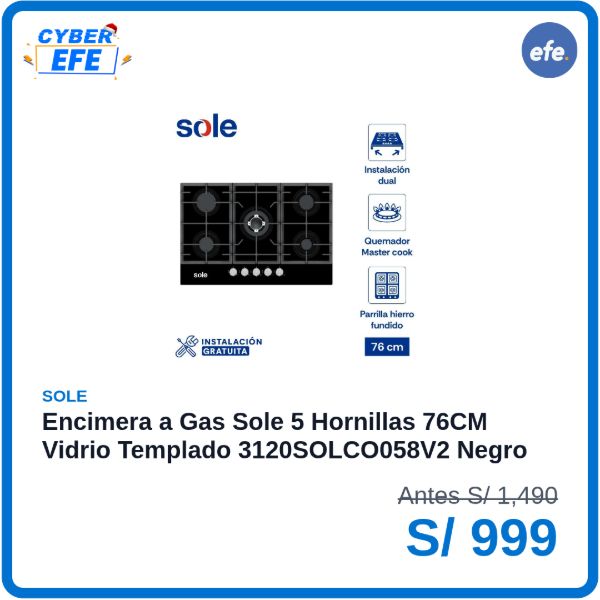 CYBER
EFE
efe.
sole
Instalación
dual
Quemador
Master cook
Parrilla hierro
fundido
76 cm
sole
INSTALACIÓN
GRATUITA
SOLE
Encimera a Gas Sole 5 Hornillas 76CM
Vidrio Templado 3120SOLCO058V2 Negro
Antes S/ 1,490
S/ 999